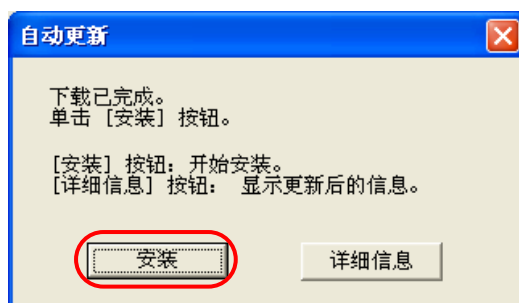 自动更新
下载已完成。
单击 [安装] 按钮。
[安装] 按钮: 开始安装。
[详细信息] 按钮: 显示更新后的信息。
安装
详细信息